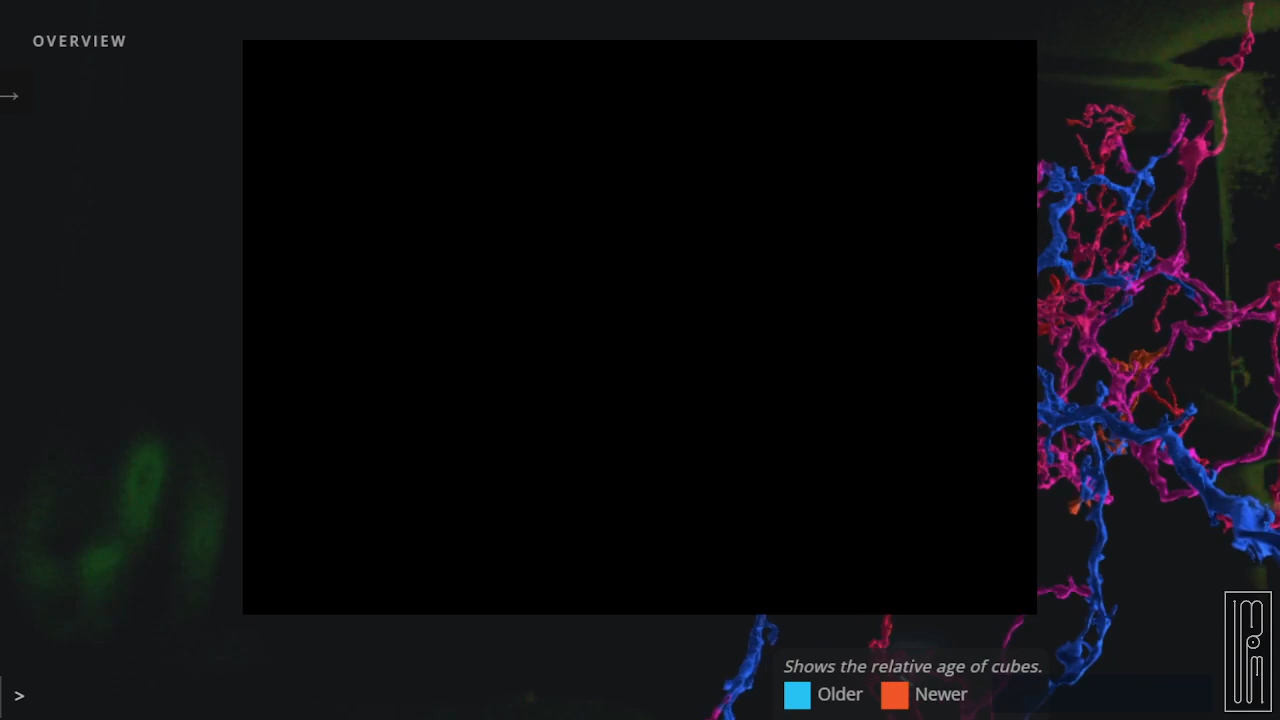 OVERVIEW
→
>
Shows the relative age of cubes.
Older Newer